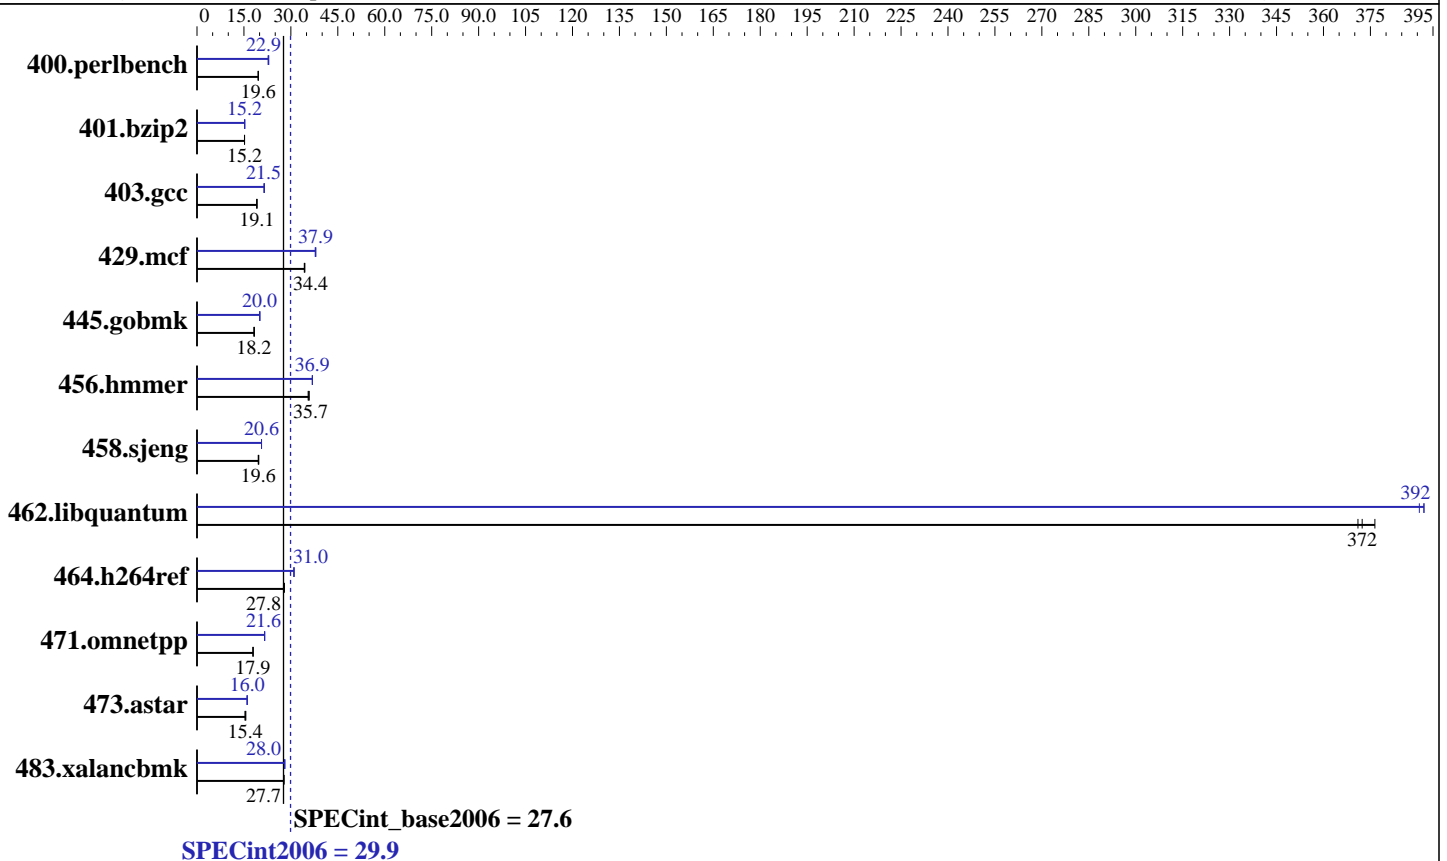 0 15.0 30.0 45.0 60.0 75.0 90.0 105 120 135 150 165 180 195 210 225 240 255 270 285 300 315 330 345 360 375 395
22.9
400.perlbench
19.6
15.2
401.bzip2
15.2
21.5
403.gcc
19.1
37.9
429.mcf
34.4
20.0
445.gobmk
18.2
36.9
456.hmmer
35.7
20.6
458.sjeng
19.6
392
462.libquantum
372
31.0
464.h264ref
27.8
21.6
471.omnetpp
17.9
16.0
473.astar
15.4
28.0
483.xalancbmk
27.7
SPECint_base2006 = 27.6
SPECint2006 = 29.9